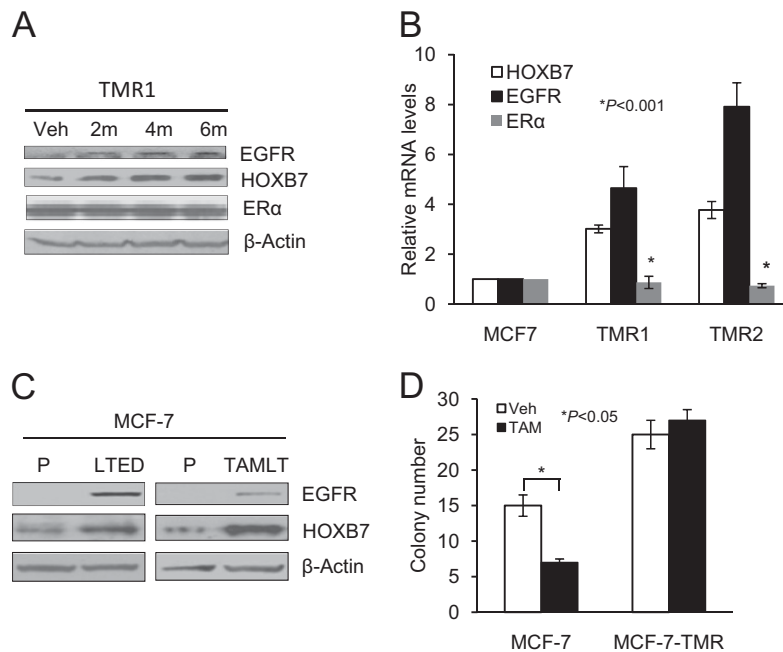 A
TMR1
Veh 2m 4m 6m
EGFR
HOXB7
ERα
β-Actin
B
HOXB7
EGFR
ERα
*P<0.001
Relative mRNA levels
10
8
6
4
2
0
*
*
MCF7 TMR1 TMR2
C
MCF-7
P LTED P TAMLT
EGFR
HOXB7
β-Actin
D
Veh
TAM
*P<0.05
Colony number
30
25
20
15
10
5
0
*
MCF-7 MCF-7-TMR